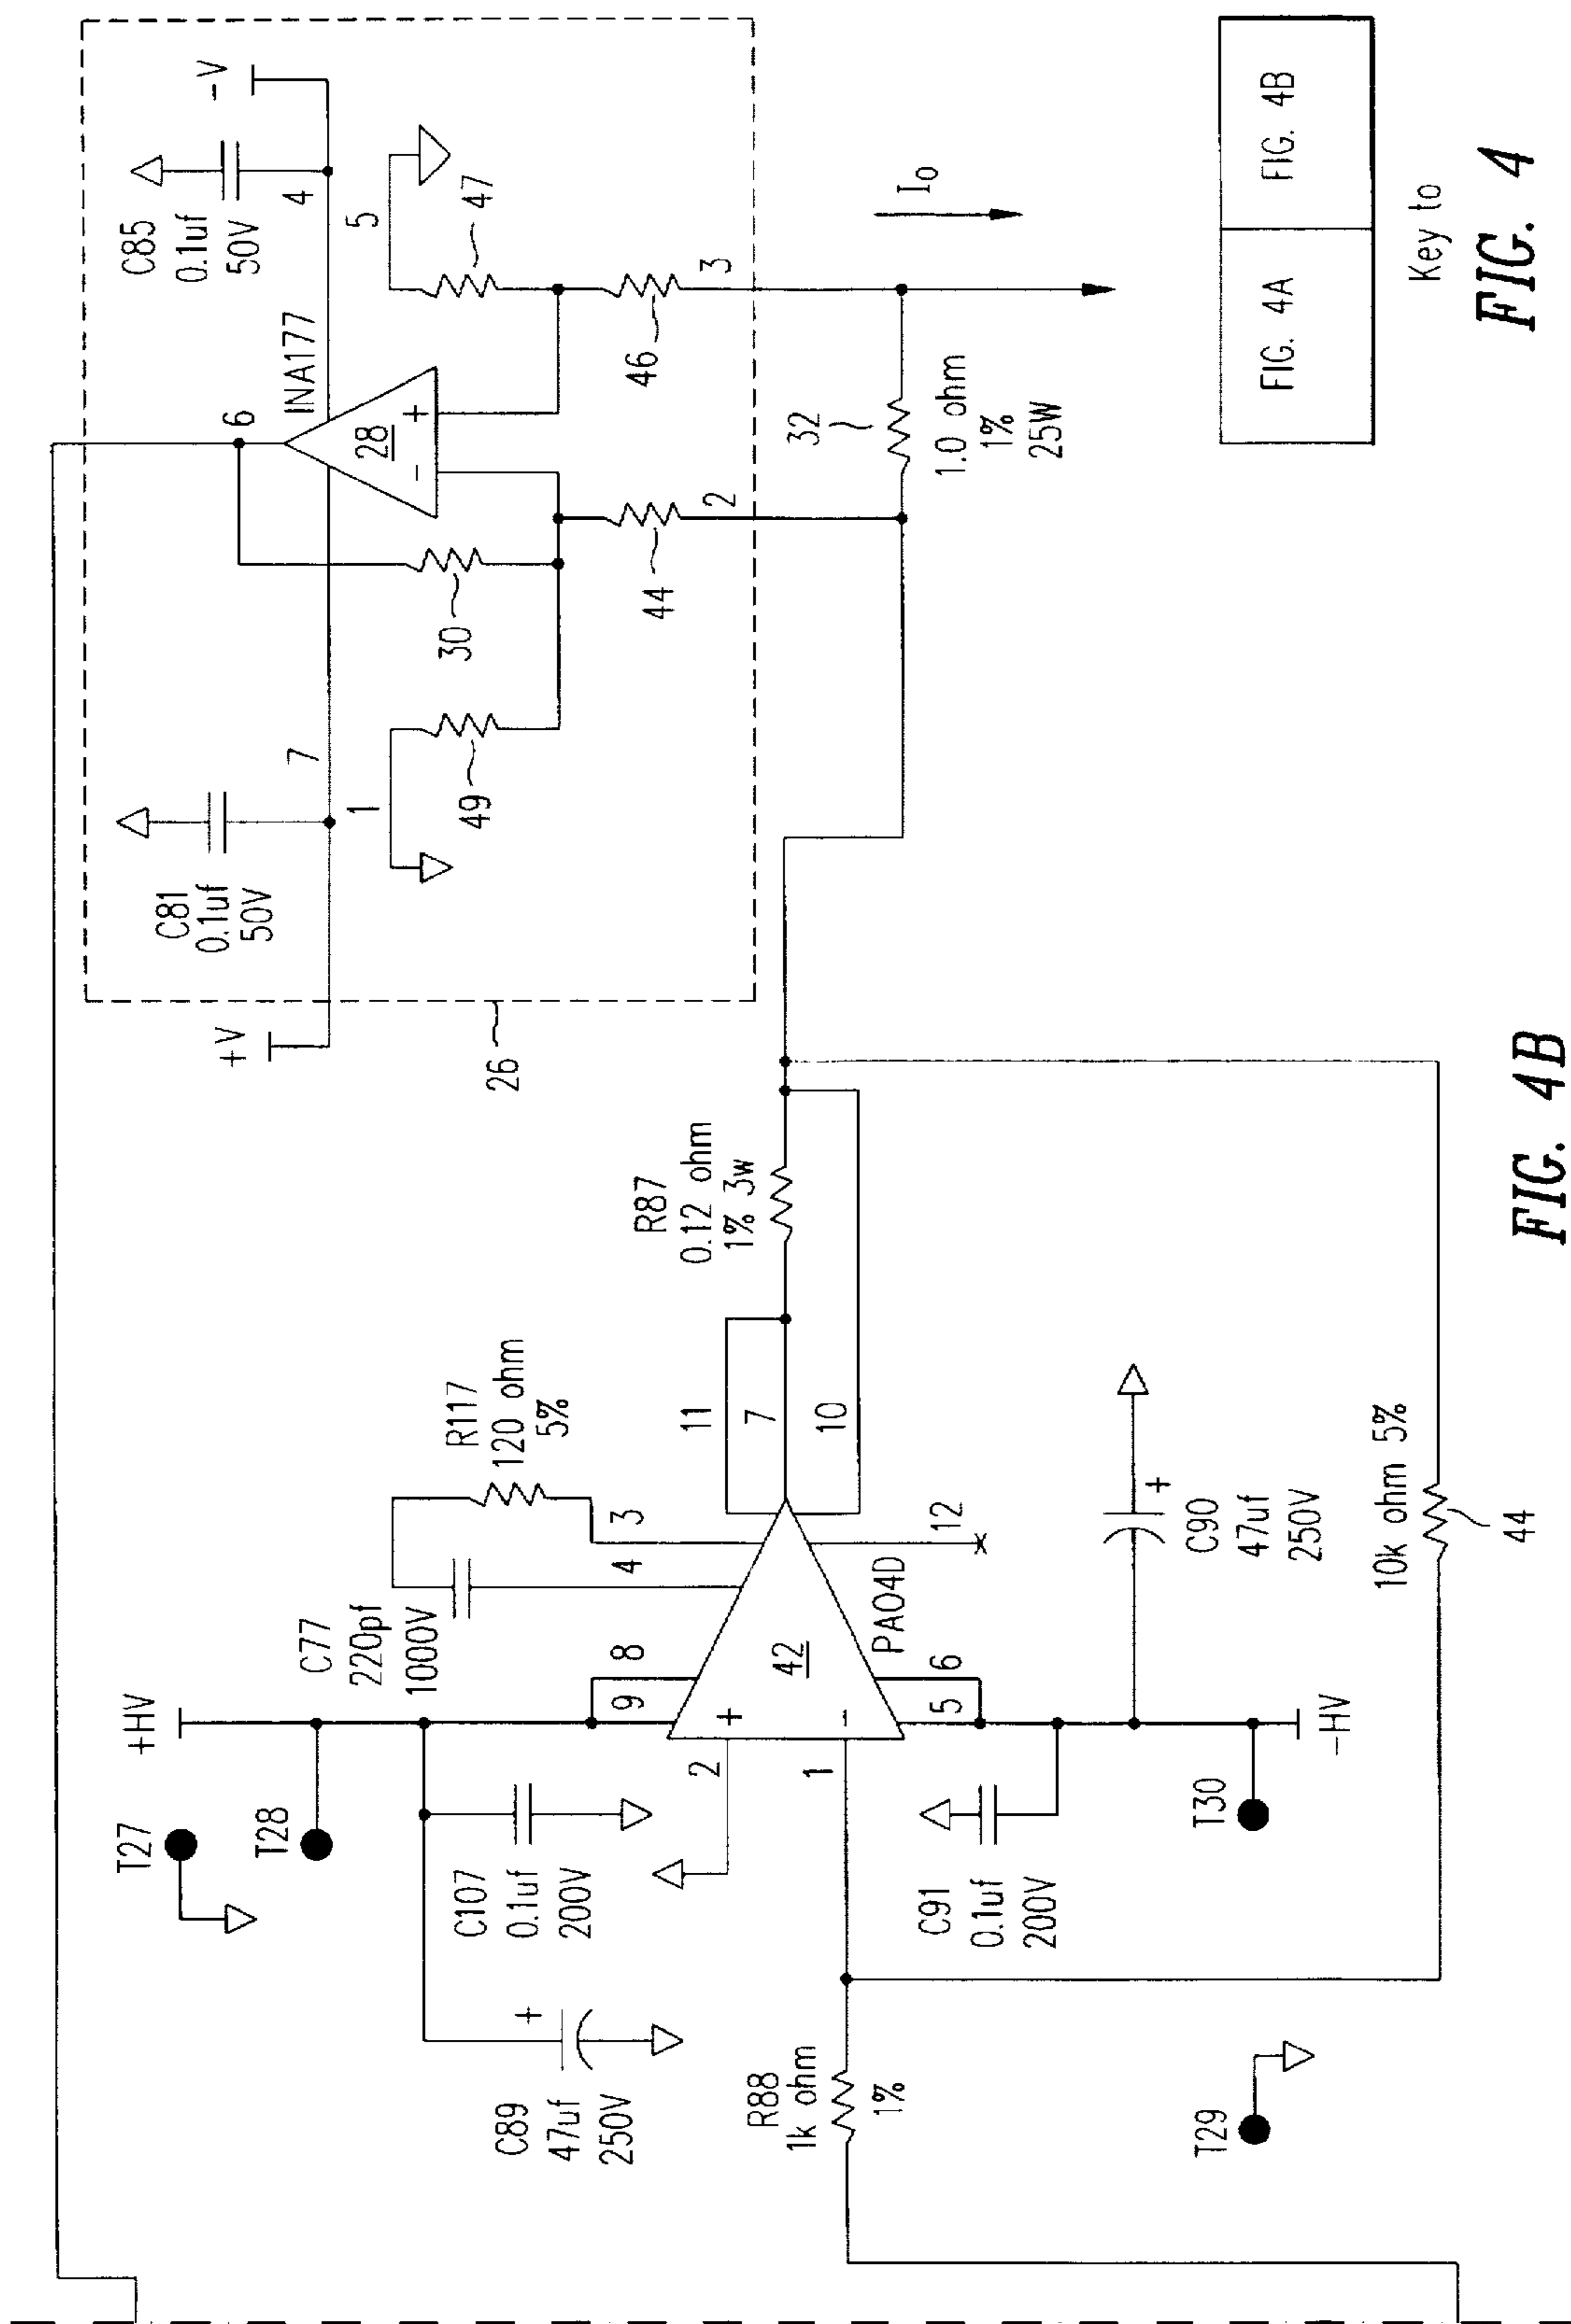 +HV
T27
T28
C77
220pf
1000V
R117
120 ohm
5%
C107
0.1uf
200V
C89
+
47uf
250V
9
8
4
3
2
+
1
-
42
PA04D
5
6
12
11
7
10
R87
0.12 ohm
1% 3w
R88
1k ohm
1%
C91
0.1uf
200V
C90
47uf
250V
+
T30
-HV
T29
10k ohm 5%
44
+V
C81
0.1uf
50V
7
1
49
30
6
INA177
28
-
+
C85
0.1uf
50V
4
-V
5
47
46
3
44
2
26
32
1.0 ohm
1%
25W
I0
FIG. 4A
FIG. 4B
Key to
FIG. 4
FIG. 4B